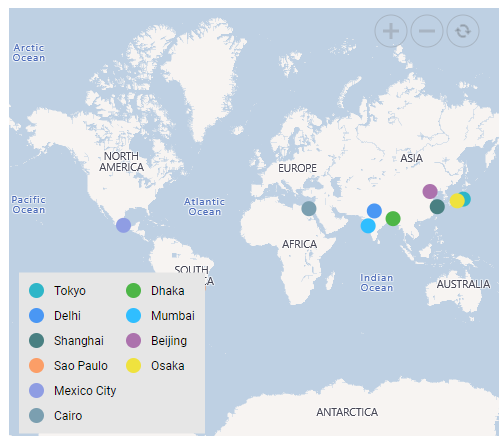 Arctic
Ocean
NORTH
AMERICA
EUROPE
ASIA
Pacific
Ocean
Atlantic
Ocean
AFRICA
SOUTH
Indian
Ocean
AUSTRALIA
Tokyo
Delhi
Shanghai
Sao Paulo
Mexico City
Cairo
Dhaka
Mumbai
Beijing
Osaka
ANTARCTICA